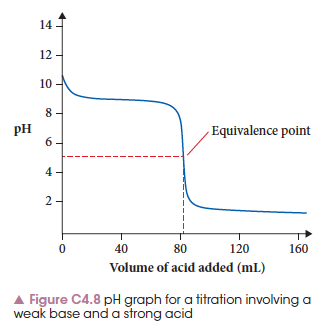 14
12
10
8
6
4
2
pH
Equivalence point
0 40 80 120 160
Volume of acid added (mL)
▲ Figure C4.8 pH graph for a titration involving a
weak base and a strong acid